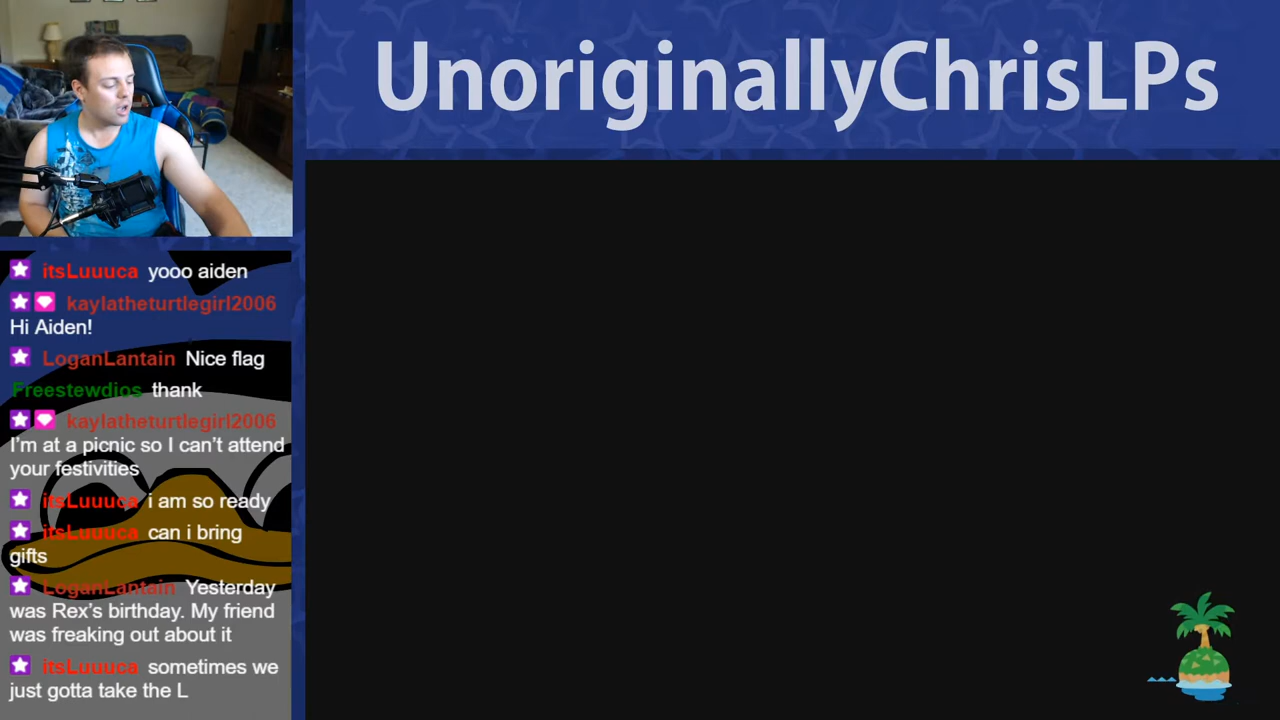 UnoriginallyChrisLPs
itsLuuuca yooo aiden
kaylatheturtlegirl2006
Hi Aiden!
LoganLantain Nice flag
Freestewdios thank
kaylatheturtlegirl2006
I'm at a picnic so I can't attend
your festivities
itsLuuuca i am so ready
itsLuuuca can i bring
gifts
LoganLantain Yesterday
was Rex's birthday. My friend
was freaking out about it
itsLuuuca sometimes we
just gotta take the L